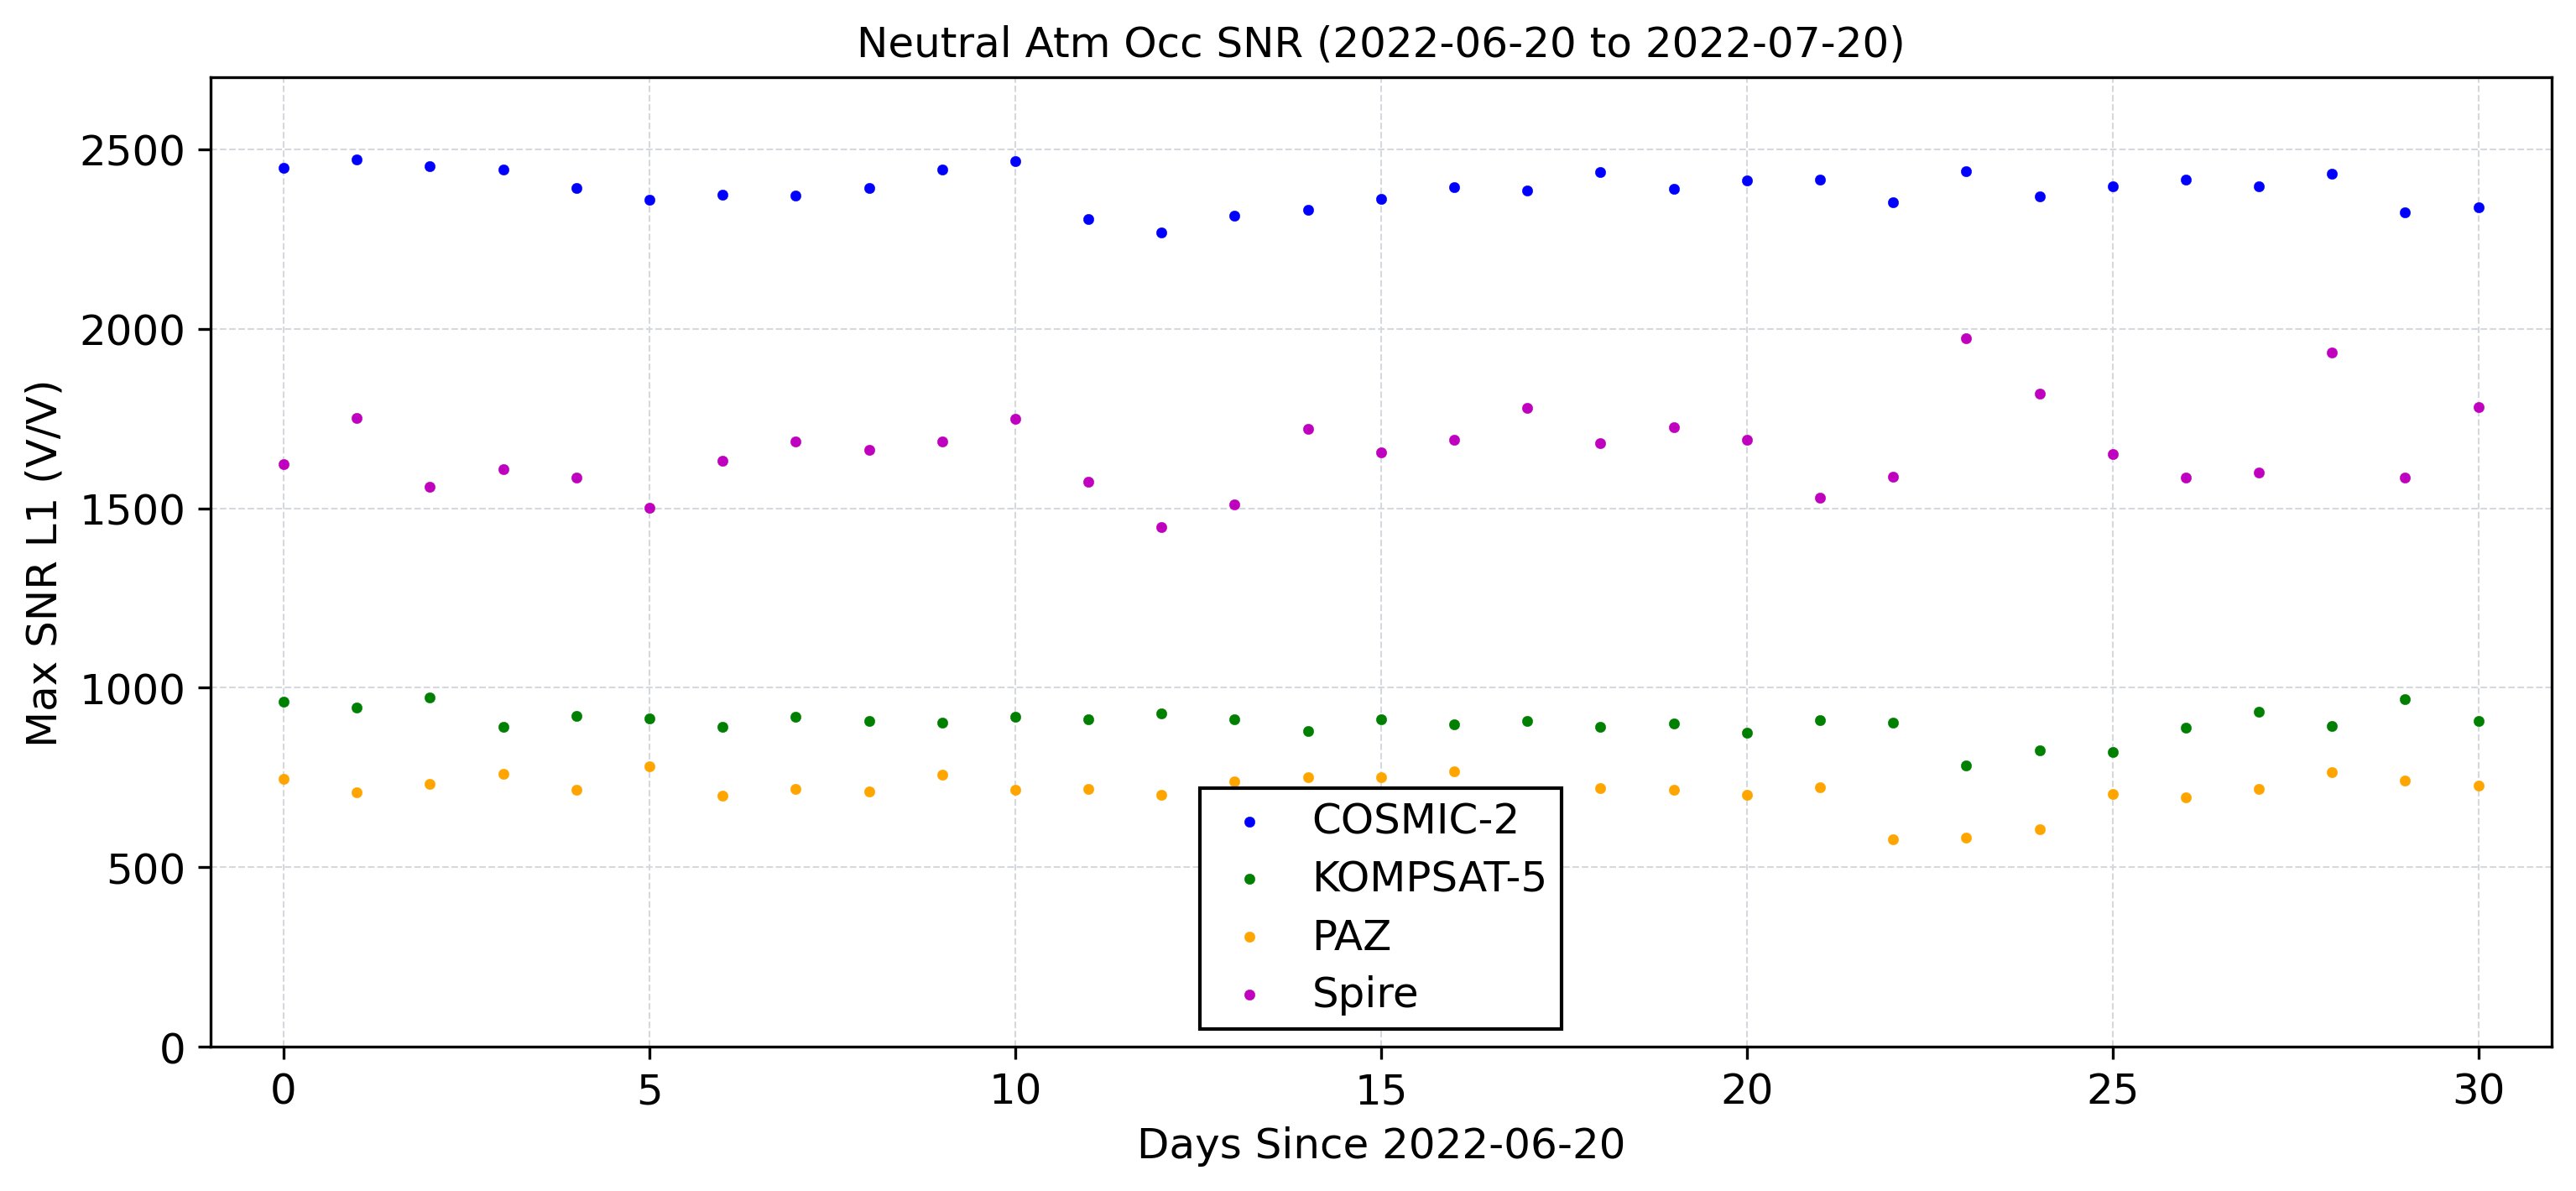 Neutral Atm Occ SNR (2022-06-20 to 2022-07-20)
Max SNR L1 (V/V)
2500
2000
1500
1000
500
0
COSMIC-2
KOMPSAT-5
PAZ
Spire
0 5 10 15 20 25 30
Days Since 2022-06-20